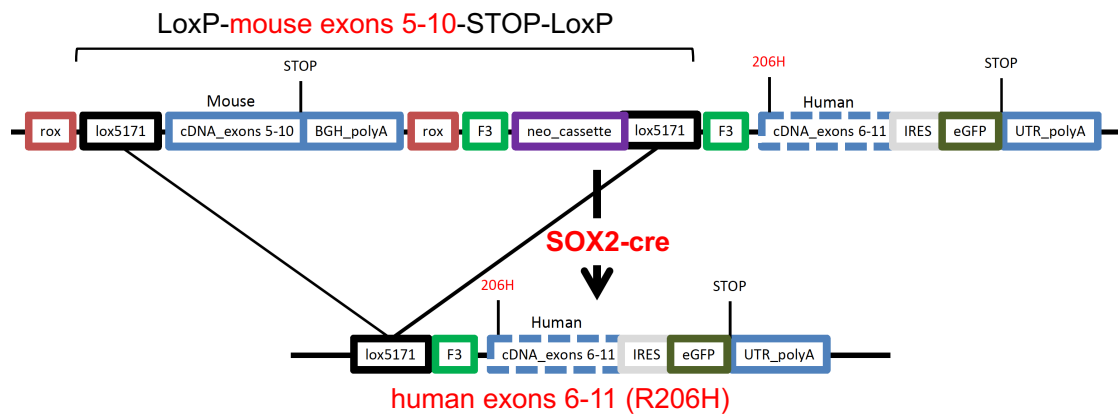 LoxP-mouse exons 5-10-STOP-LoxP
STOP
206H
STOP
Mouse
Human
rox
lox5171
cDNA_exons 5-10
BGH_polyA
rox
F3
neo_cassette
lox5171
F3
cDNA_exons 6-11
IRES
eGFP
UTR_polyA
SOX2-cre
206H
STOP
Human
lox5171
F3
cDNA_exons 6-11
IRES
eGFP
UTR_polyA
human exons 6-11 (R206H)